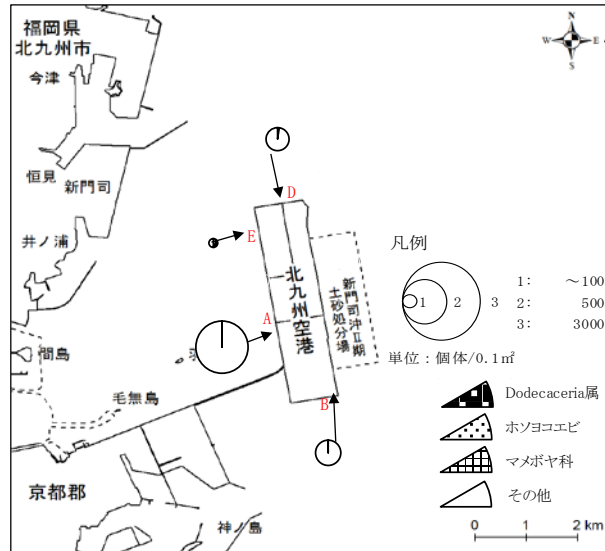 福岡県
北九州市
今津
恒見
新門司
井ノ浦
間島
毛無島
京都郡
神ノ島
N
W
E
S
D
E
A
B
北九州空港
新門司沖Ⅱ期
土砂処分場
凡例
1
2
3
1: ~100
2: 500
3: 3000
単位：個体/0.1㎡
Dodecaceria属
ホソヨコエビ
マメボヤ科
その他
0 1 2 km